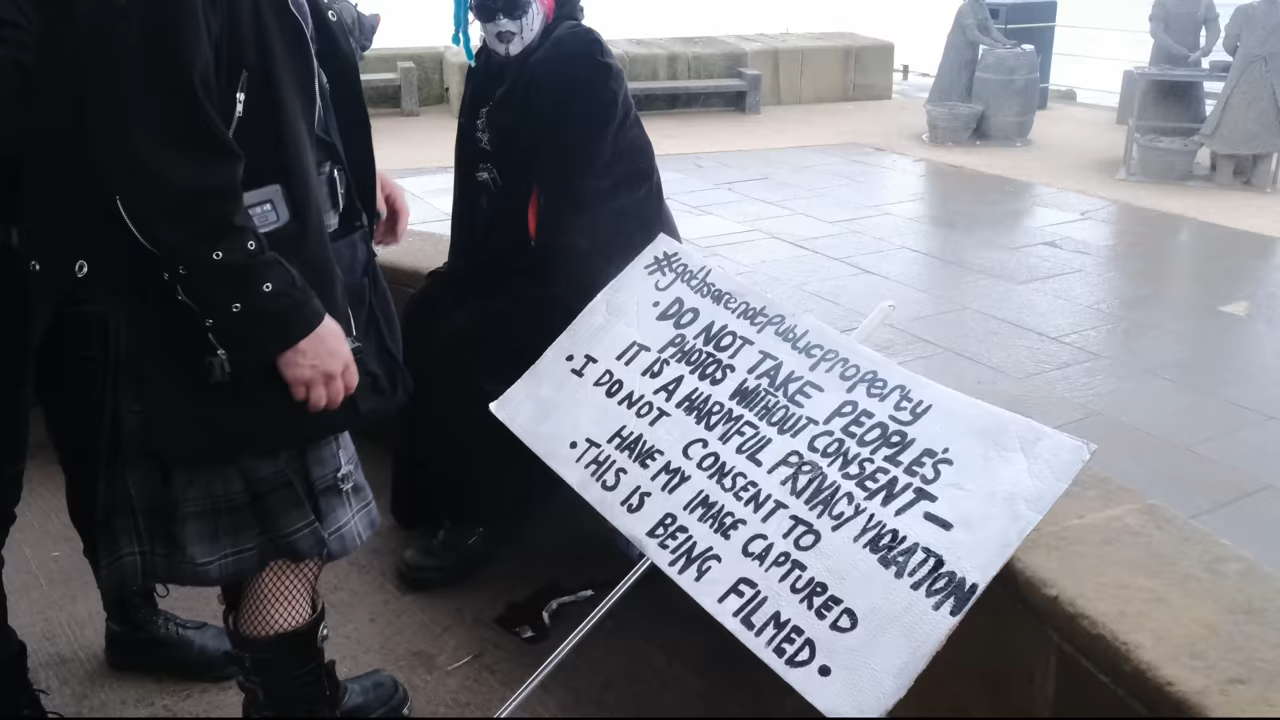 #gothsarenotpublicproperty
• DO NOT TAKE PEOPLE'S
PHOTOS WITHOUT CONSENT—
IT IS A HARMFUL PRIVACY VIOLATION
• I DO NOT CONSENT TO
HAVE MY IMAGE CAPTURED
• THIS IS BEING FILMED •